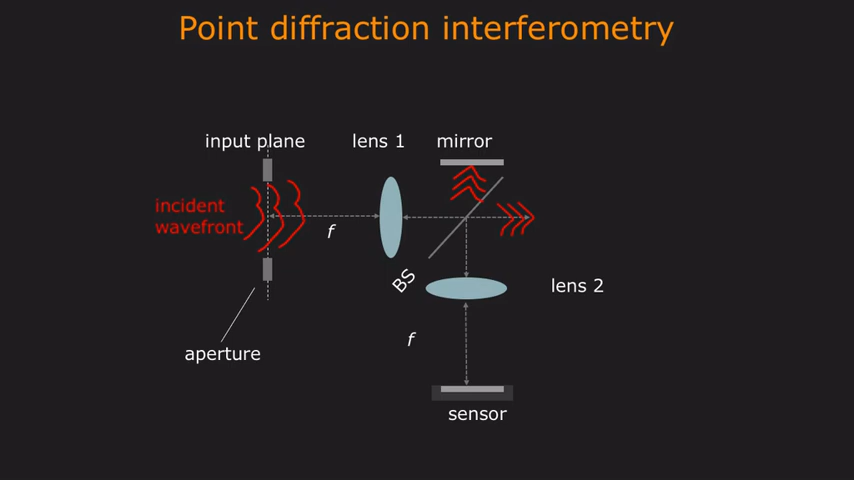 Point diffraction interferometry
input plane
lens 1
mirror
incident
wavefront
f
BS
lens 2
f
aperture
sensor